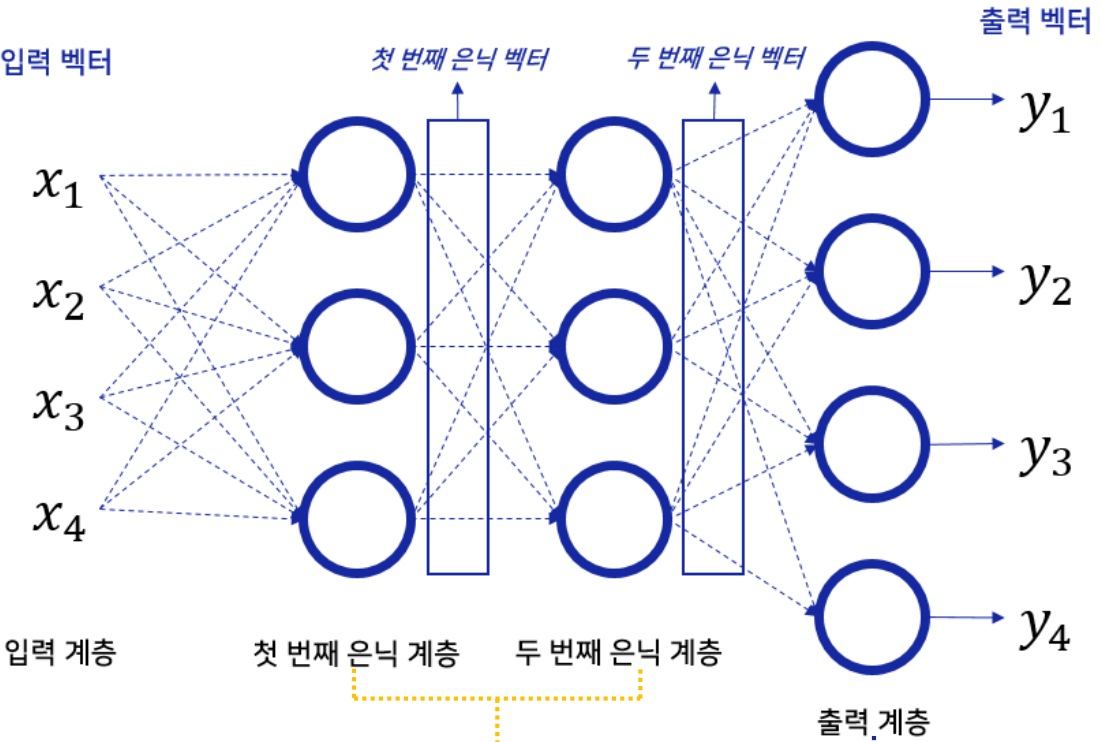 출력 벡터
입력 벡터
첫 번째 은닉 벡터
두 번째 은닉 벡터
x₁
x₂
x₃
x₄
y₁
y₂
y₃
y₄
입력 계층
첫 번째 은닉 계층
두 번째 은닉 계층
출력 계층